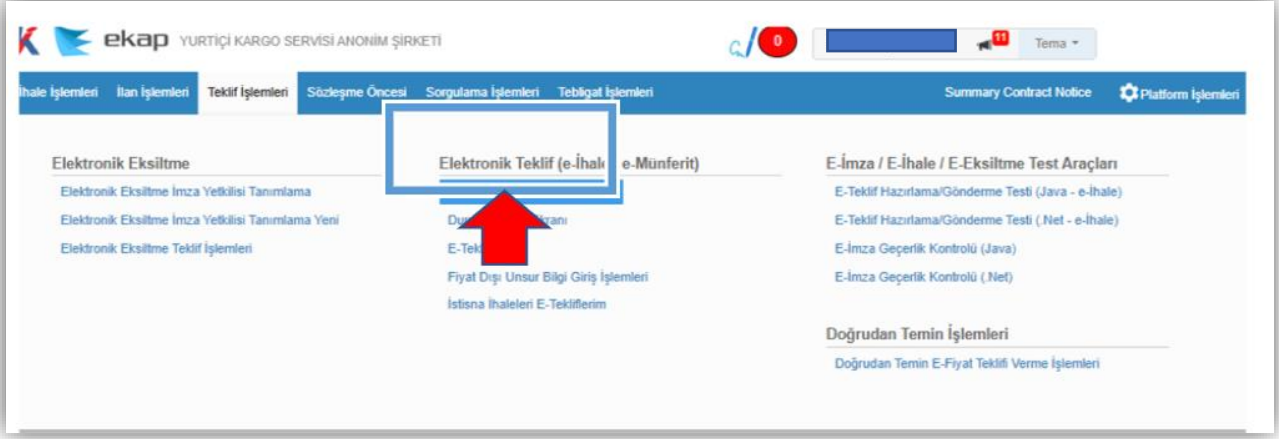 K ekap YURTİÇİ KARGO SERVİSİ ANONİM ŞİRKETİ 0 11 Tema
hale İşlemleri İlan İşlemleri Teklif İşlemleri Sözleşme Öncesi Sorgulama İşlemleri Tebligat İşlemleri Summary Contract Notice Platform İşlemleri
Elektronik Eksiltme
Elektronik Eksiltme İmza Yetkilisi Tanımlama
Elektronik Eksiltme İmza Yetkilisi Tanımlama Yeni
Elektronik Eksiltme Teklif İşlemleri
Elektronik Teklif (e-İhale e-Münferit)
Fiyat Dışı Unsur Bilgi Giriş İşlemleri
İstisna İhaleleri E-Tekliflerim
E-İmza / E-İhale / E-Eksiltme Test Araçları
E-Teklif Hazırlama/Gönderme Testi (Java - e-İhale)
E-Teklif Hazırlama/Gönderme Testi (.Net - e-İhale)
E-İmza Geçerlik Kontrolü (Java)
E-İmza Geçerlik Kontrolü (.Net)
Doğrudan Temin İşlemleri
Doğrudan Temin E-Fiyat Teklifi Verme İşlemleri